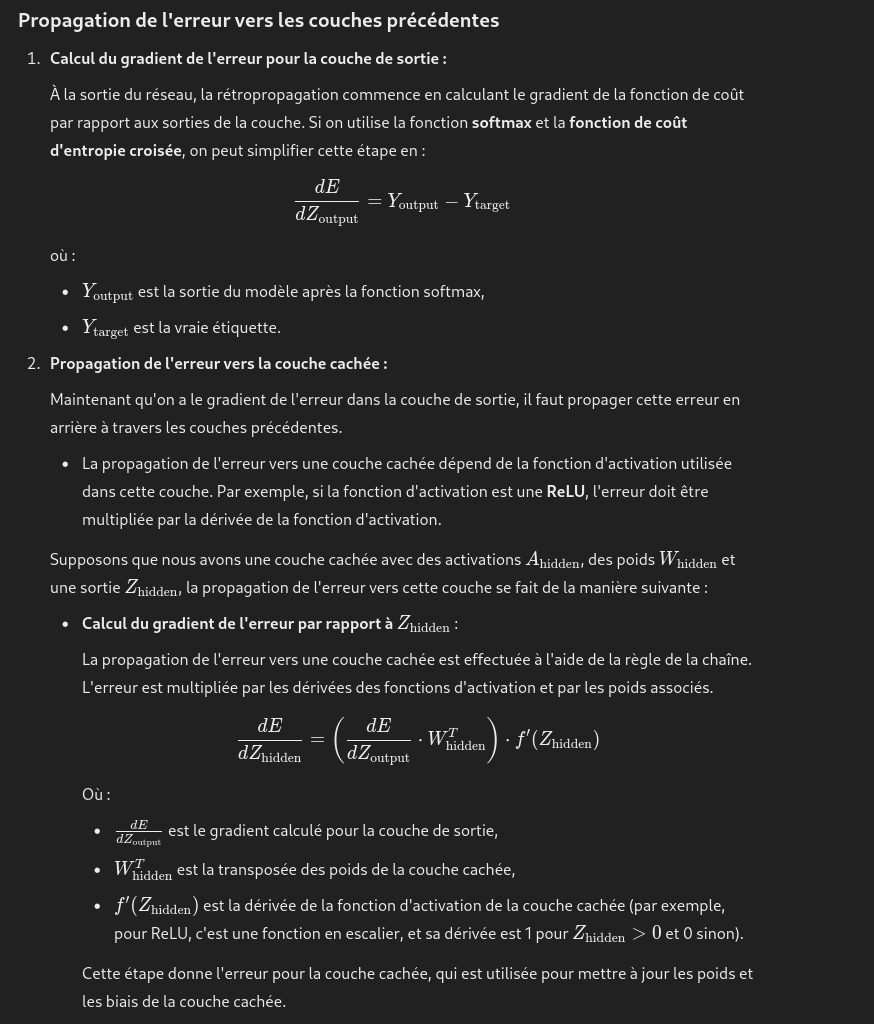 Propagation de l'erreur vers les couches précédentes
1. Calcul du gradient de l'erreur pour la couche de sortie :
À la sortie du réseau, la rétropropagation commence en calculant le gradient de la fonction de coût
par rapport aux sorties de la couche. Si on utilise la fonction softmax et la fonction de coût
d'entropie croisée, on peut simplifier cette étape en :
\frac{dE}{dZ_{\text{output}}} = Y_{\text{output}} - Y_{\text{target}}
où :
• Y_{\text{output}} est la sortie du modèle après la fonction softmax,
• Y_{\text{target}} est la vraie étiquette.
2. Propagation de l'erreur vers la couche cachée :
Maintenant qu'on a le gradient de l'erreur dans la couche de sortie, il faut propager cette erreur en
arrière à travers les couches précédentes.
• La propagation de l'erreur vers une couche cachée dépend de la fonction d'activation utilisée
dans cette couche. Par exemple, si la fonction d'activation est une ReLU, l'erreur doit être
multipliée par la dérivée de la fonction d'activation.
Supposons que nous avons une couche cachée avec des activations A_{\text{hidden}}, des poids W_{\text{hidden}} et
une sortie Z_{\text{hidden}}, la propagation de l'erreur vers cette couche se fait de la manière suivante :
• Calcul du gradient de l'erreur par rapport à Z_{\text{hidden}} :
La propagation de l'erreur vers une couche cachée est effectuée à l'aide de la règle de la chaîne.
L'erreur est multipliée par les dérivées des fonctions d'activation et par les poids associés.
\frac{dE}{dZ_{\text{hidden}}} = \left( \frac{dE}{dZ_{\text{output}}} \cdot W_{\text{hidden}}^T \right) \cdot f'(Z_{\text{hidden}})
Où :
• \frac{dE}{dZ_{\text{output}}} est le gradient calculé pour la couche de sortie,
• W_{\text{hidden}}^T est la transposée des poids de la couche cachée,
• f'(Z_{\text{hidden}}) est la dérivée de la fonction d'activation de la couche cachée (par exemple,
pour ReLU, c'est une fonction en escalier, et sa dérivée est 1 pour Z_{\text{hidden}} > 0 et 0 sinon).
Cette étape donne l'erreur pour la couche cachée, qui est utilisée pour mettre à jour les poids et
les biais de la couche cachée.